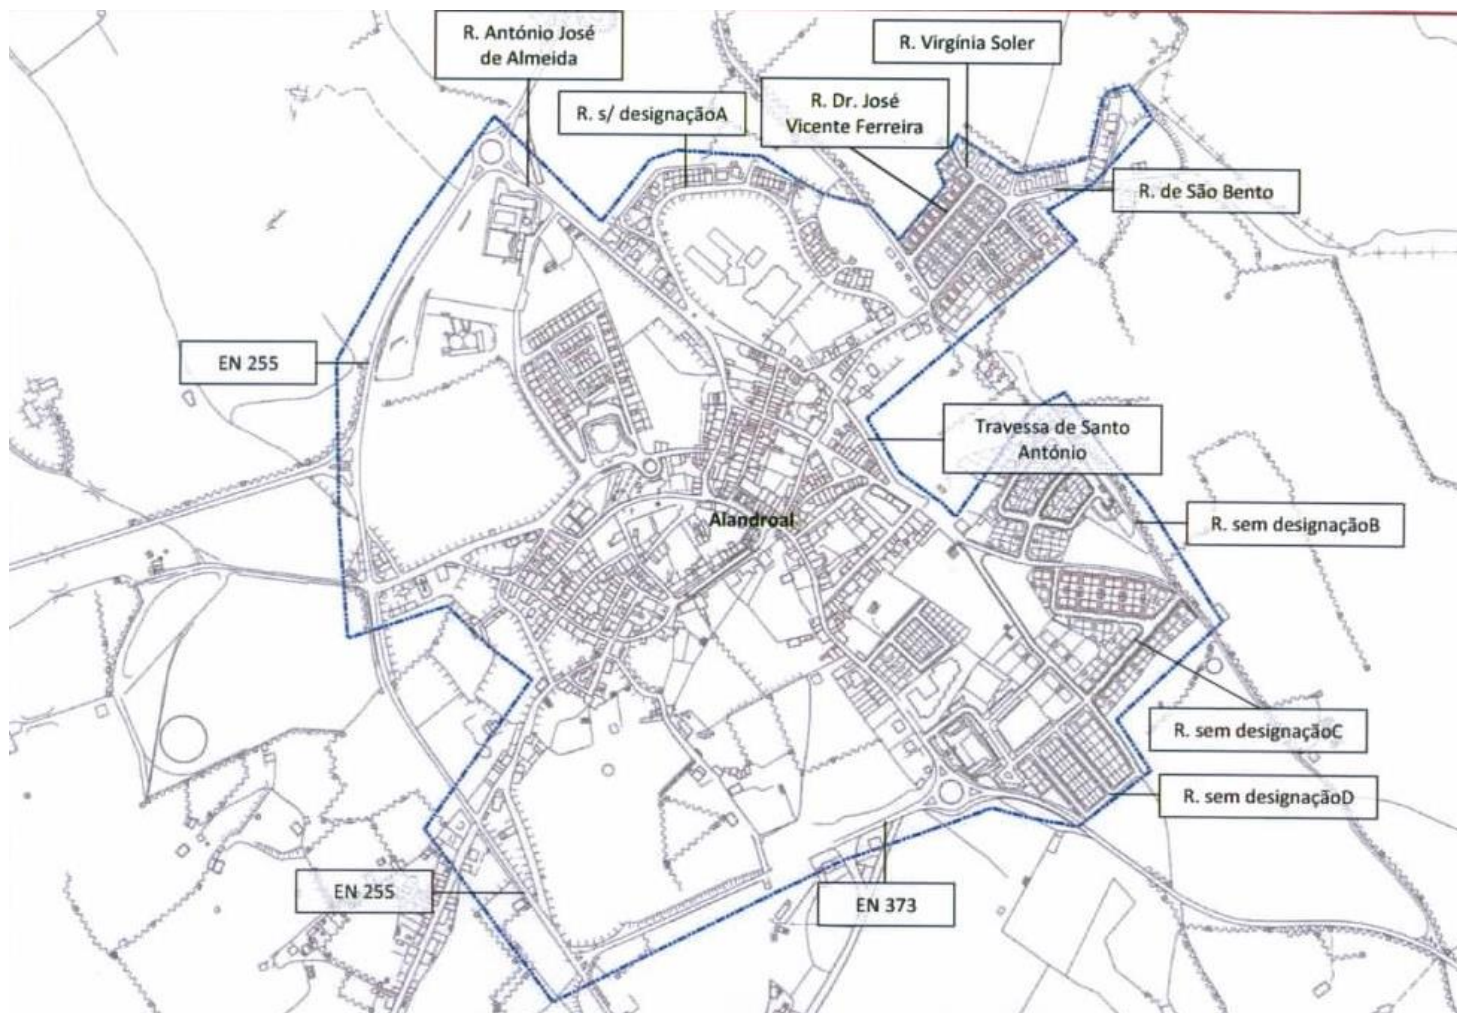 R. António José
de Almeida
R. Virgínia Soler
R. s/ designaçãoA
R. Dr. José
Vicente Ferreira
R. de São Bento
EN 255
Travessa de Santo
António
Alandroal
R. sem designaçãoB
R. sem designaçãoC
R. sem designaçãoD
EN 255
EN 373